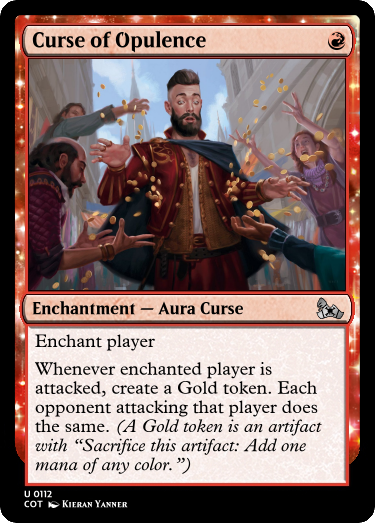 Curse of Opulence
Enchantment — Aura Curse
Enchant player
Whenever enchanted player is
attacked, create a Gold token. Each
opponent attacking that player does
the same. (A Gold token is an artifact
with “Sacrifice this artifact: Add one
mana of any color.”)
U 0112
COT Kieran Yanner